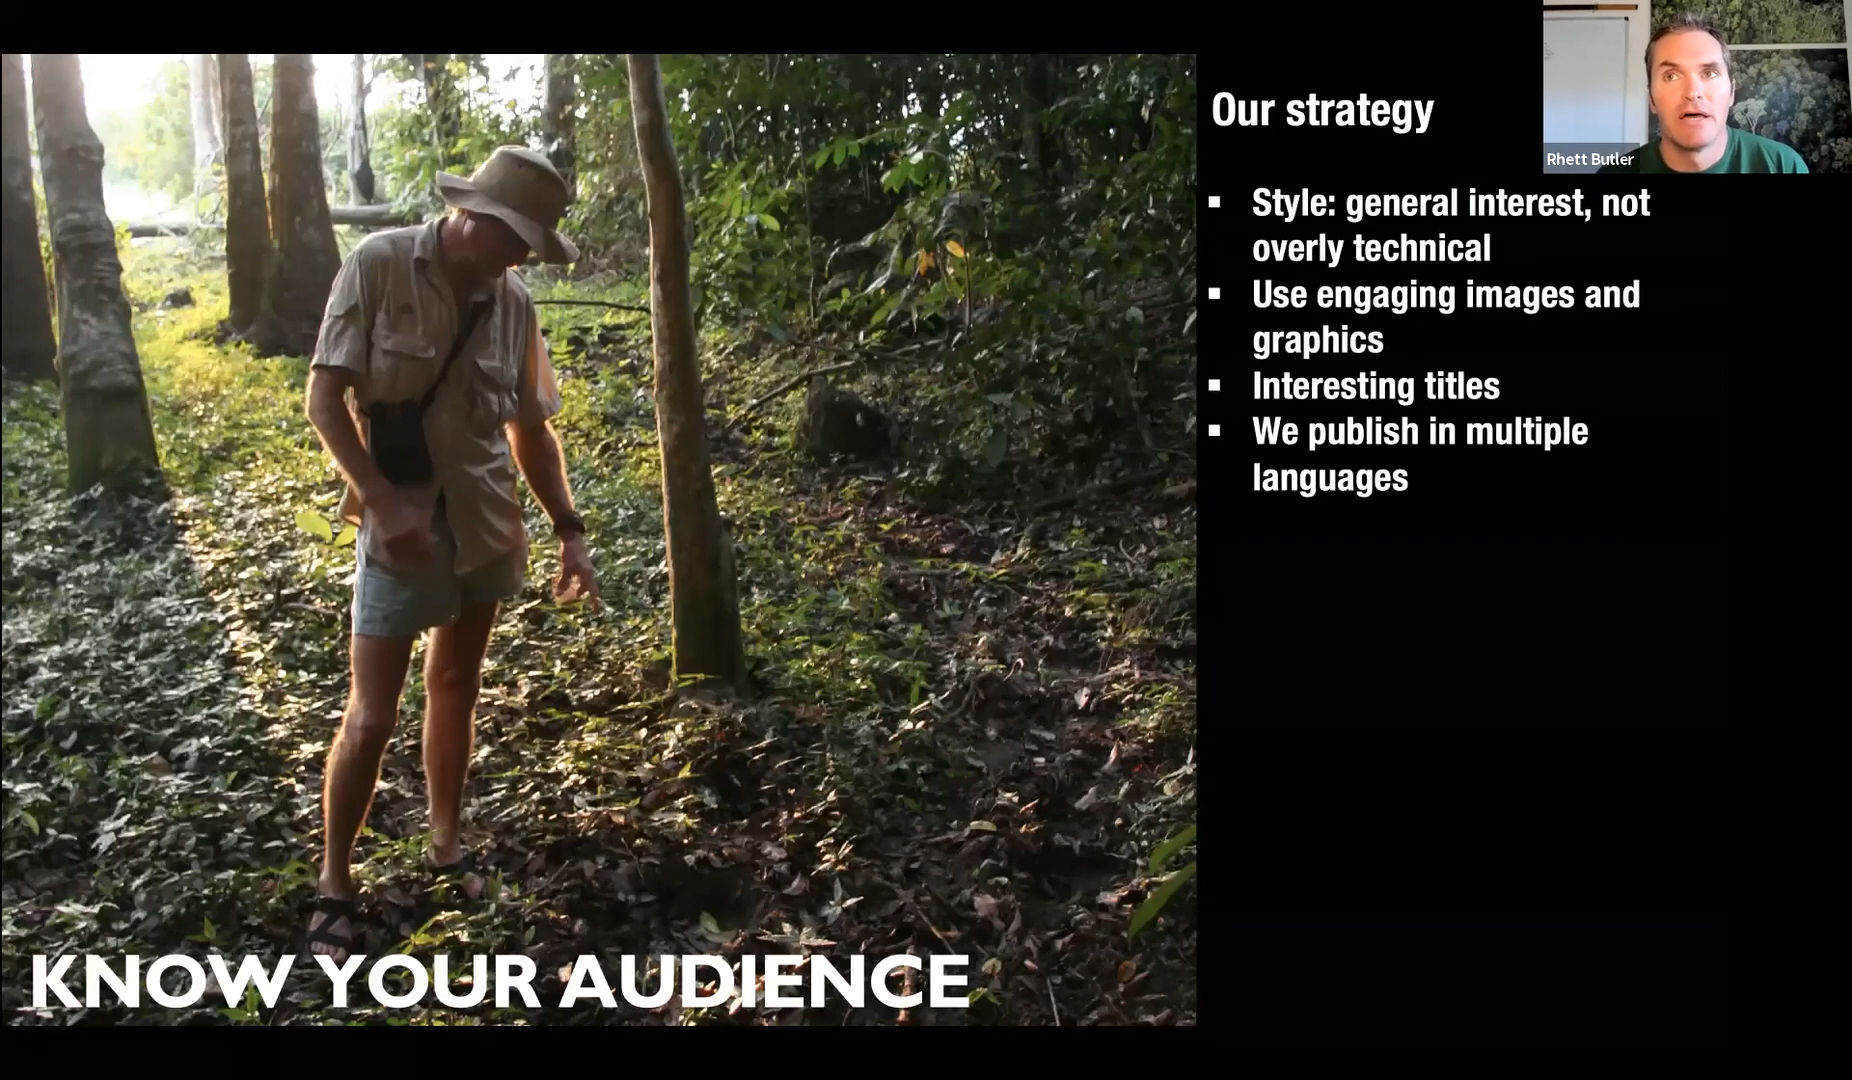 Our strategy
Rhett Butler
▪ Style: general interest, not
overly technical
▪ Use engaging images and
graphics
▪ Interesting titles
▪ We publish in multiple
languages
KNOW YOUR AUDIENCE